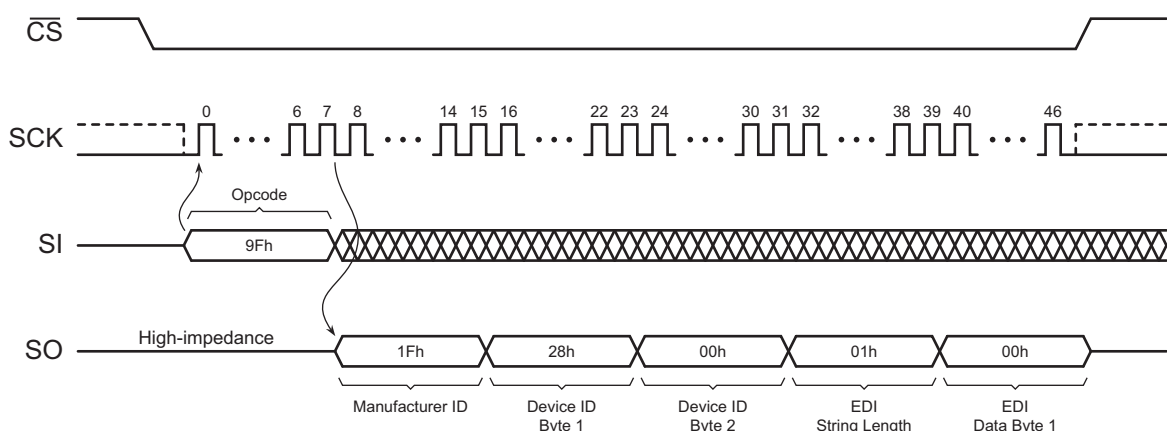 CS
0 6 7 8 14 15 16 22 23 24 30 31 32 38 39 40 46
SCK
Opcode
SI
9Fh
High-impedance
SO
1Fh 28h 00h 01h 00h
Manufacturer ID Device ID Device ID EDI EDI
Byte 1 Byte 2 String Length Data Byte 1